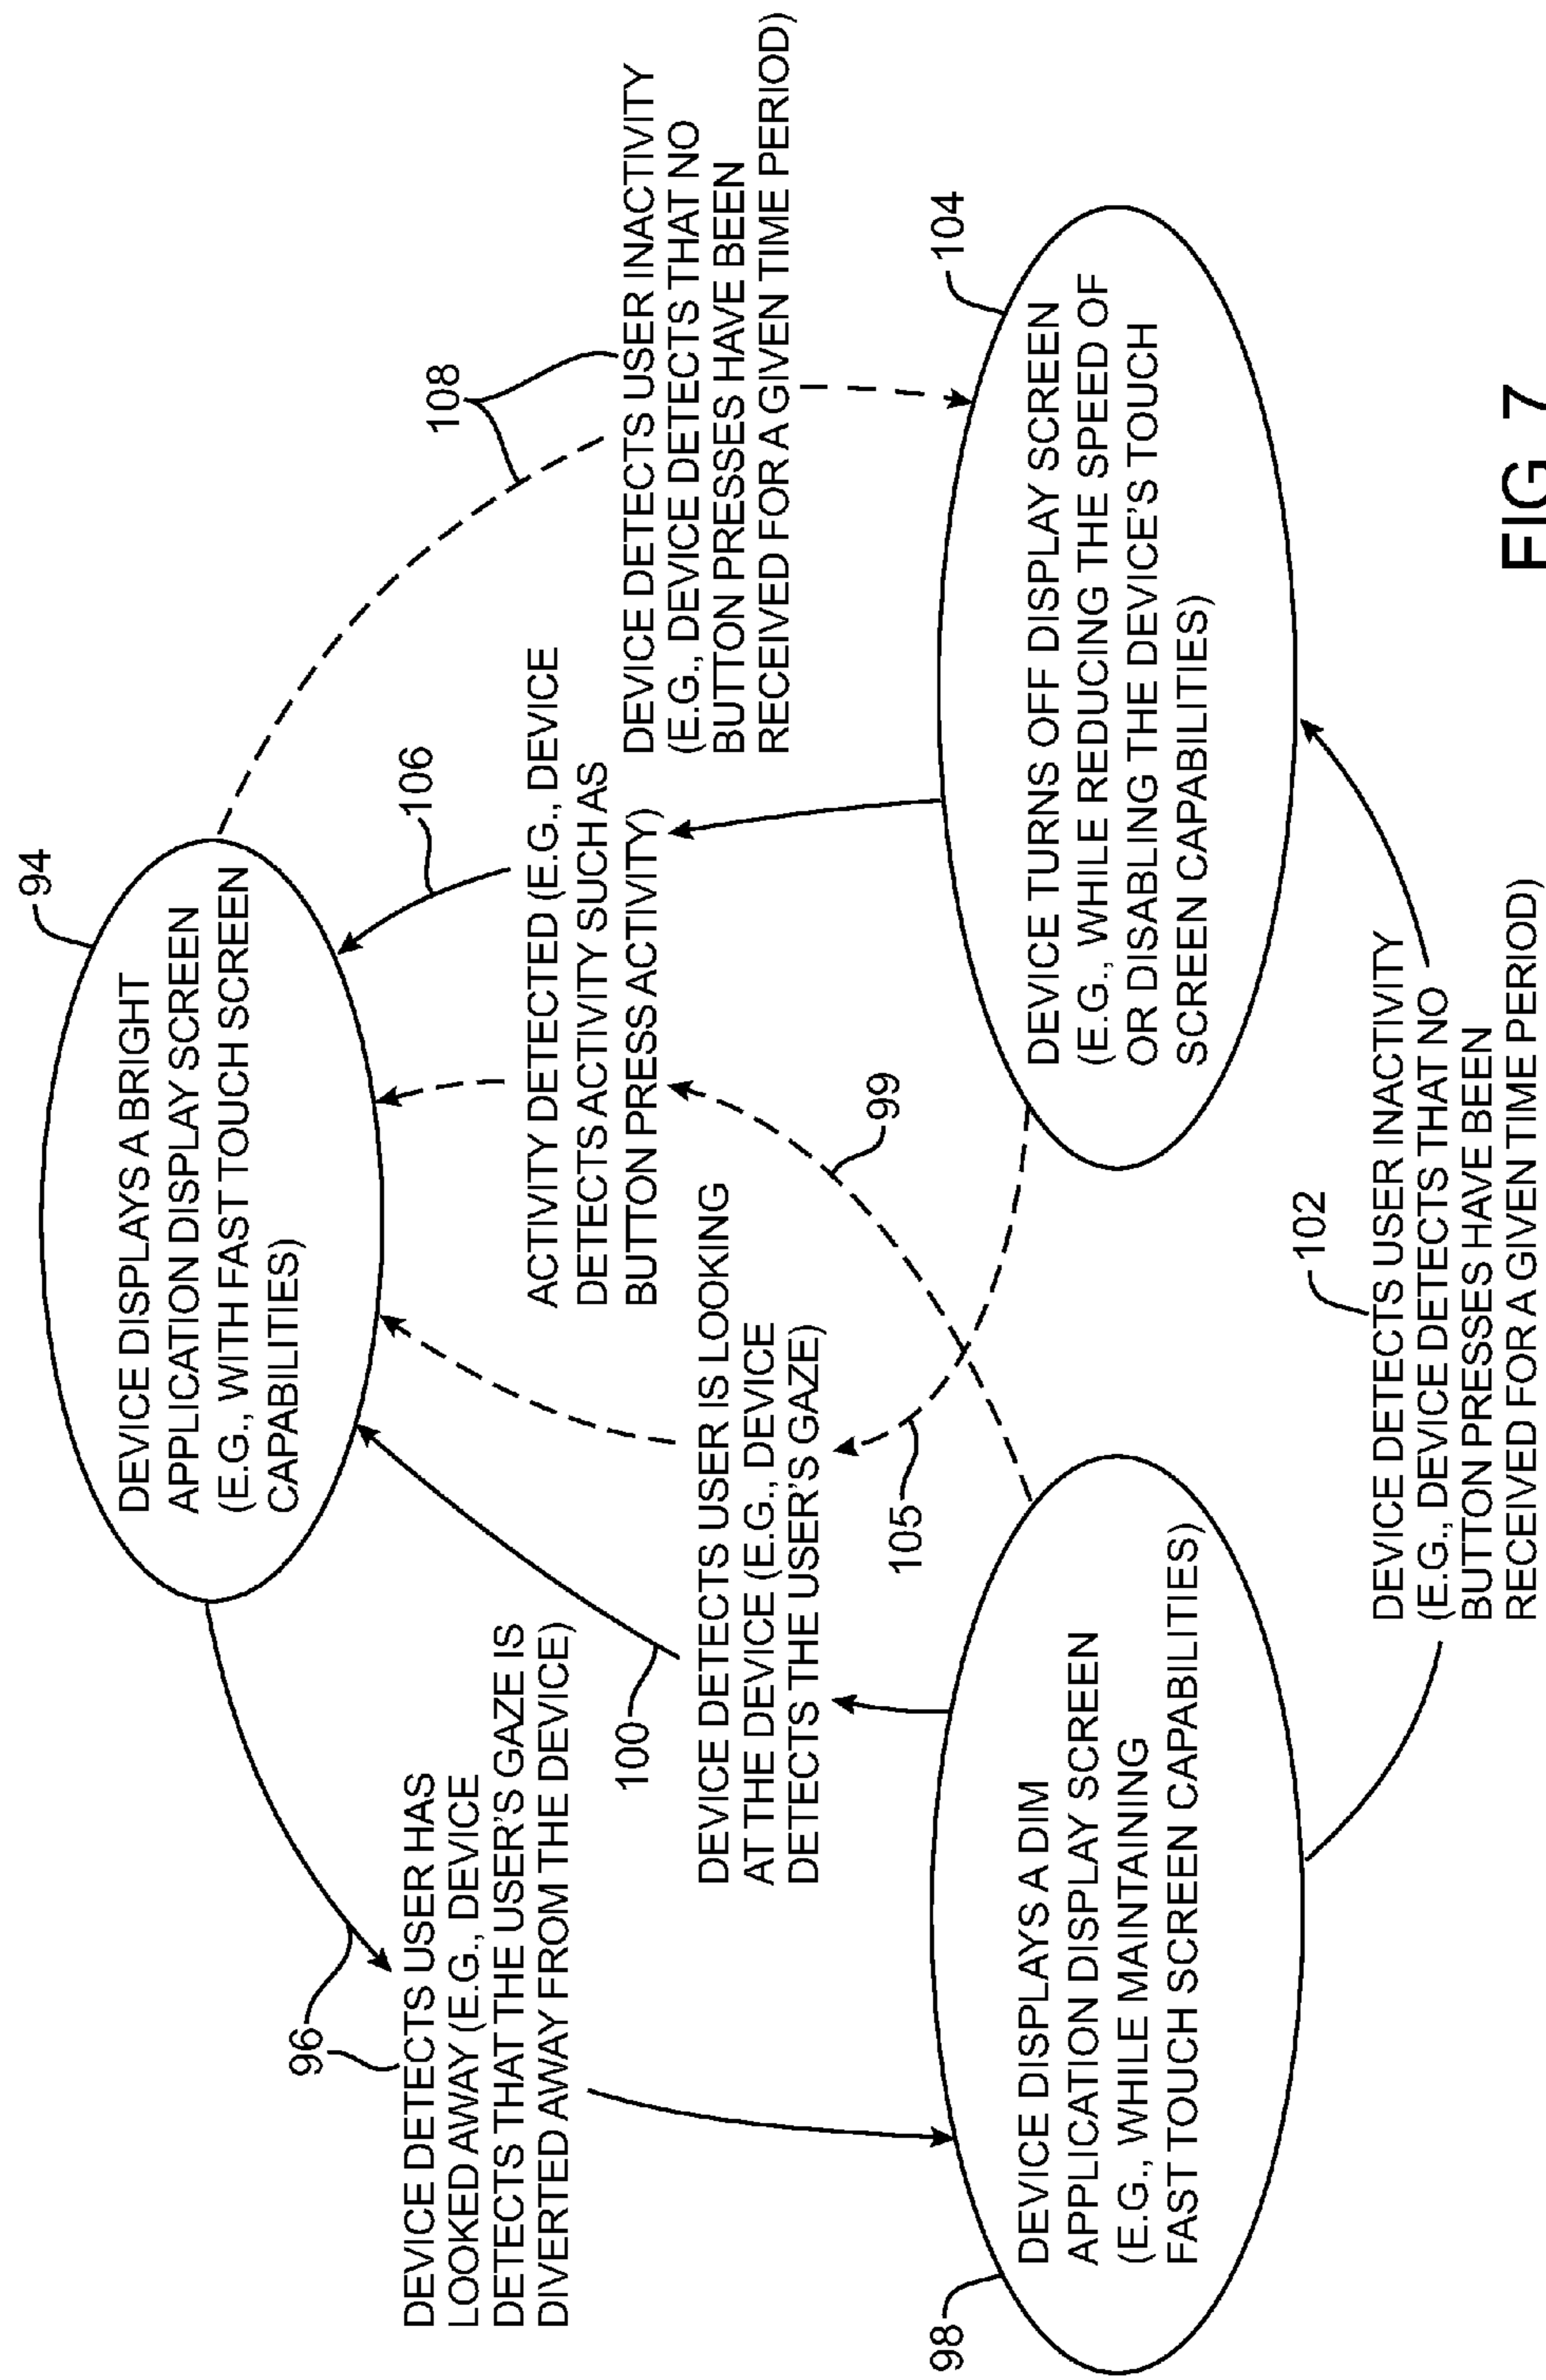 94
DEVICE DISPLAYS A BRIGHT
APPLICATION DISPLAY SCREEN
(E.G., WITH FAST TOUCH SCREEN
CAPABILITIES)
96
DEVICE DETECTS USER HAS
LOOKED AWAY (E.G., DEVICE
DETECTS THAT THE USER'S GAZE IS
DIVERTED AWAY FROM THE DEVICE)
100
DEVICE DETECTS USER IS LOOKING
AT THE DEVICE (E.G., DEVICE
DETECTS THE USER'S GAZE)
106
ACTIVITY DETECTED (E.G., DEVICE
DETECTS ACTIVITY SUCH AS
BUTTON PRESS ACTIVITY)
108
DEVICE DETECTS USER INACTIVITY
(E.G., DEVICE DETECTS THAT NO
BUTTON PRESSES HAVE BEEN
RECEIVED FOR A GIVEN TIME PERIOD)
105
99
98
DEVICE DISPLAYS A DIM
APPLICATION DISPLAY SCREEN
(E.G., WHILE MAINTAINING
FAST TOUCH SCREEN CAPABILITIES)
104
DEVICE TURNS OFF DISPLAY SCREEN
(E.G., WHILE REDUCING THE SPEED OF
OR DISABLING THE DEVICE'S TOUCH
SCREEN CAPABILITIES)
102
DEVICE DETECTS USER INACTIVITY
(E.G., DEVICE DETECTS THAT NO
BUTTON PRESSES HAVE BEEN
RECEIVED FOR A GIVEN TIME PERIOD)
FIG. 7